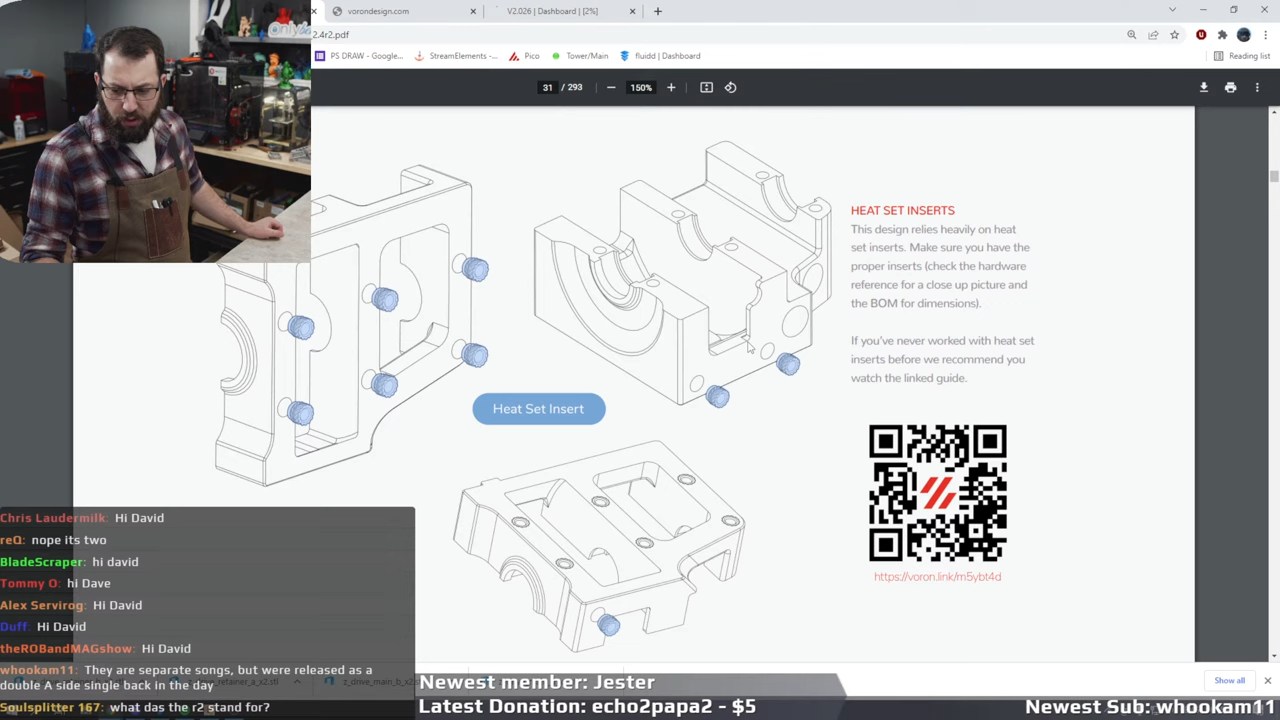 vorondesign.com
V2.026 | Dashboard | [2%]
2.4r2.pdf
PS DRAW - Google...
StreamElements -...
Pico
Tower/Main
fluidd | Dashboard
Reading list
31 / 293
150%
HEAT SET INSERTS
This design relies heavily on heat
set inserts. Make sure you have the
proper inserts (check the hardware
reference for a close up picture and
the BOM for dimensions).
If you've never worked with heat set
inserts before we recommend you
watch the linked guide.
Heat Set Insert
https://voron.link/m5ybt4d
Chris Laudermilk: Hi David
reQ: nope its two
BladeScraper: hi david
Tommy O: hi Dave
Alex Servirog: Hi David
Duff: Hi David
theROBandMAGshow: Hi David
whookam11: They are separate songs, but were released as a
double A side single back in the day
Soulsplitter 167: what das the r2 stand for?
Show all
Newest member: Jester
Latest Donation: echo2papa2 - $5
Newest Sub: whookam11